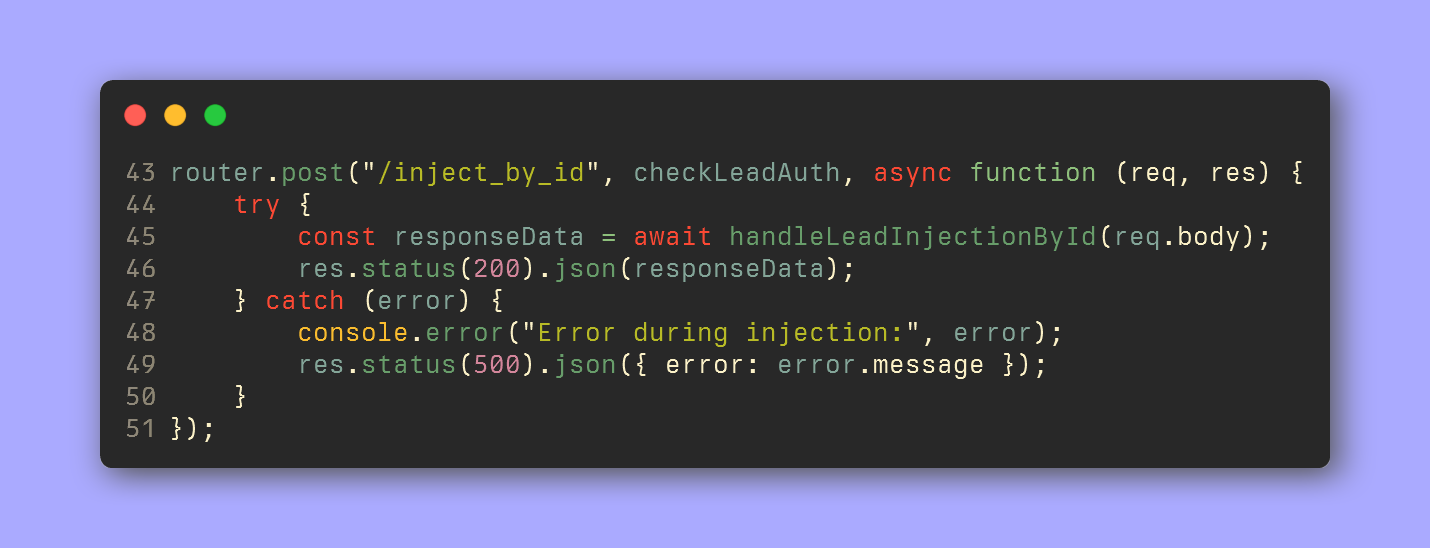 43 router.post("/inject_by_id", checkLeadAuth, async function (req, res) {
44     try {
45         const responseData = await handleLeadInjectionById(req.body);
46         res.status(200).json(responseData);
47     } catch (error) {
48         console.error("Error during injection:", error);
49         res.status(500).json({ error: error.message });
50     }
51 });